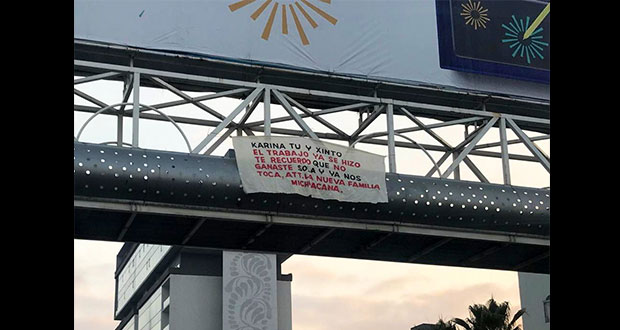 KARINA TU Y XINTO
EL TRABAJO YA SE HIZO
TE RECUERDO QUE NO
GANASTE SOLA Y YA NOS
TOCA, ATT. LA NUEVA FAMILIA
MICHOACANA.